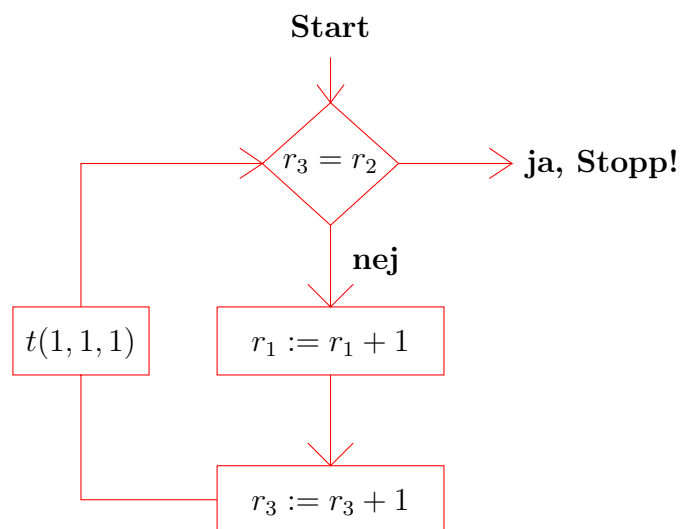 Start
r₃ = r₂
ja, Stopp!
nej
t(1, 1, 1)
r₁ := r₁ + 1
r₃ := r₃ + 1